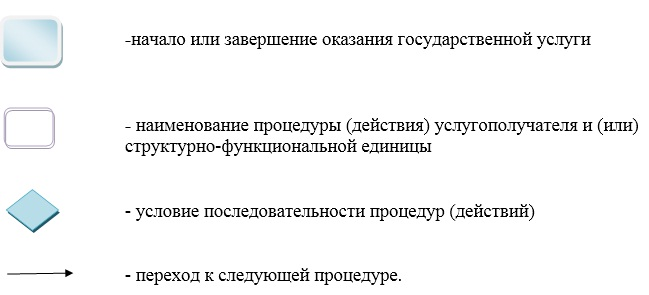 -начало или завершение оказания государственной услуги
- наименование процедуры (действия) услугополучателя и (или)
структурно-функциональной единицы
- условие последовательности процедур (действий)
- переход к следующей процедуре.